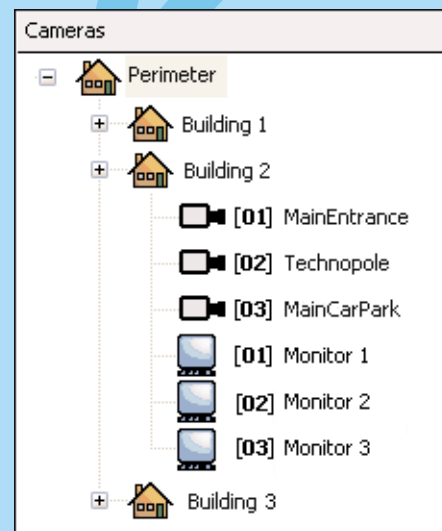 Cameras
Perimeter
Building 1
Building 2
[01] MainEntrance
[02] Technopole
[03] MainCarPark
[01] Monitor 1
[02] Monitor 2
[03] Monitor 3
Building 3